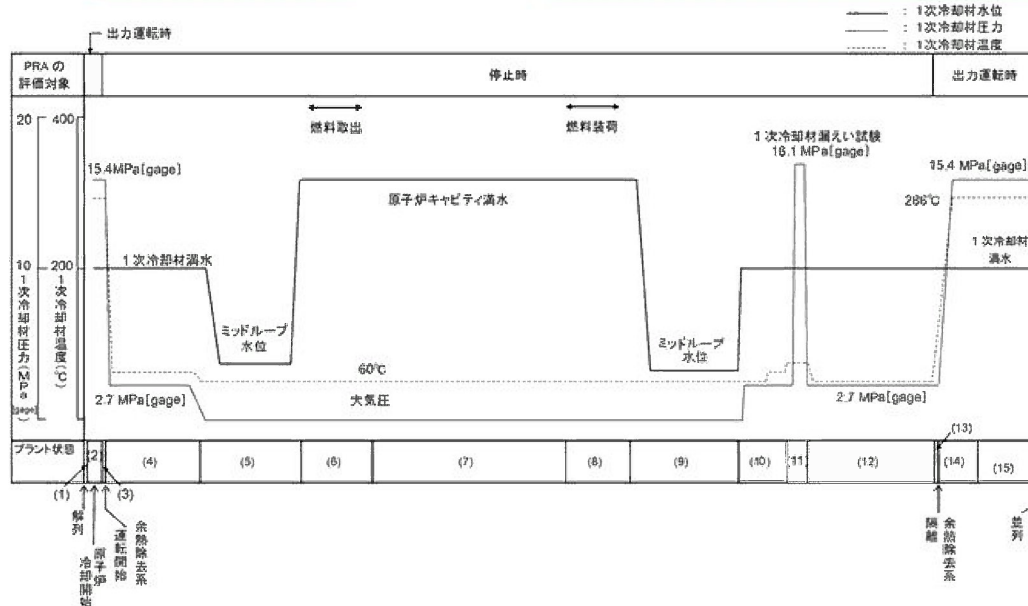 : 1次冷却材水位
: 1次冷却材圧力
: 1次冷却材温度
出力運転時
PRAの
評価対象
停止時
出力運転時
20
400
燃料取出
燃料装荷
1次冷却材漏えい試験
16.1 MPa[gage]
15.4MPa[gage]
15.4 MPa[gage]
原子炉キャビティ満水
286℃
1次冷却材満水
1次冷却材
満水
10
200
1次冷却材圧力(MPa[gage])
1次冷却材温度(℃)
ミッドループ
水位
ミッドループ
水位
60℃
2.7 MPa[gage]
大気圧
2.7 MPa[gage]
プラント状態
(1)
(2
(3)
(4)
(5)
(6)
(7)
(8)
(9)
(10)
(11)
(12)
(13)
(14)
(15)
解列
原子炉
冷却開始
余熱除去系
運転開始
余熱除去系
隔離
並列